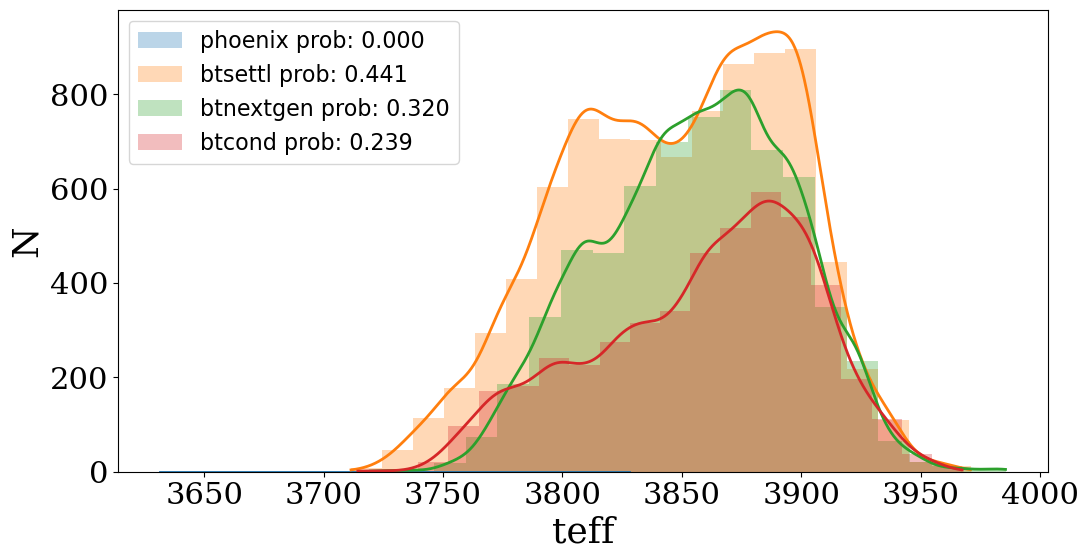 phoenix prob: 0.000
btsettl prob: 0.441
btnextgen prob: 0.320
btcond prob: 0.239
N
800
600
400
200
0
3650 3700 3750 3800 3850 3900 3950 4000
teff